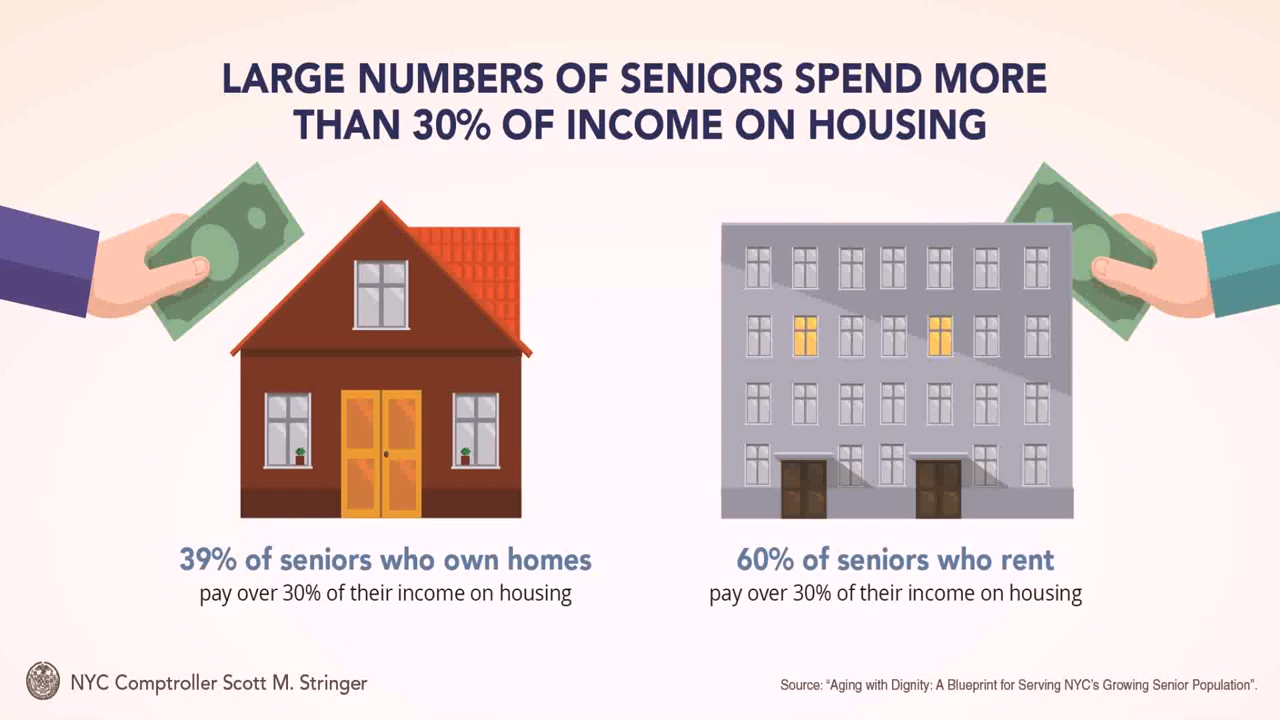 LARGE NUMBERS OF SENIORS SPEND MORE
THAN 30% OF INCOME ON HOUSING
39% of seniors who own homes
pay over 30% of their income on housing
60% of seniors who rent
pay over 30% of their income on housing
NYC Comptroller Scott M. Stringer
Source: “Aging with Dignity: A Blueprint for Serving NYC’s Growing Senior Population”.